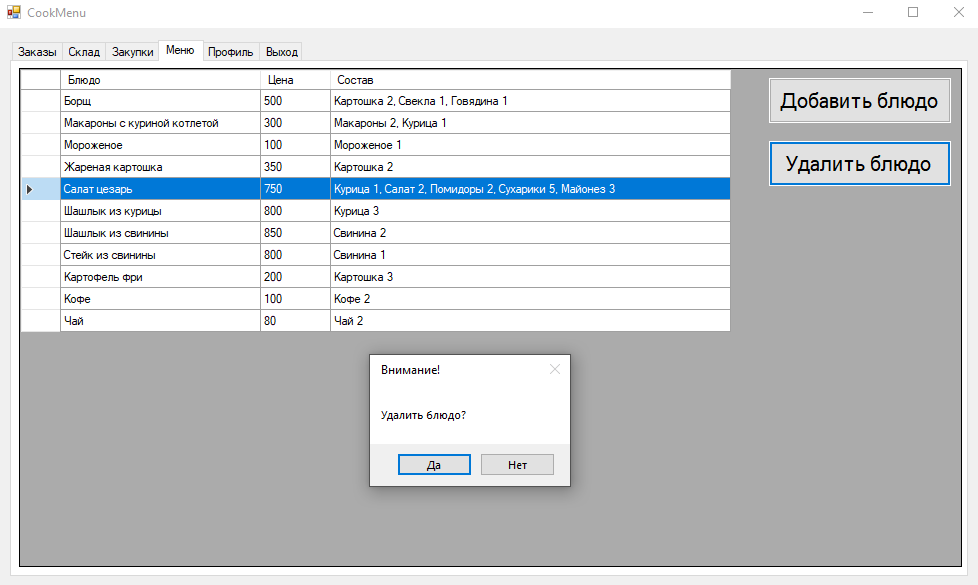 CookMenu
Заказы Склад Закупки Меню Профиль Выход
Блюдо Цена Состав
Борщ 500 Картошка 2, Свекла 1, Говядина 1
Макароны с куриной котлетой 300 Макароны 2, Курица 1
Мороженое 100 Мороженое 1
Жареная картошка 350 Картошка 2
Салат цезарь 750 Курица 1, Салат 2, Помидоры 2, Сухарики 5, Майонез 3
Шашлык из курицы 800 Курица 3
Шашлык из свинины 850 Свинина 2
Стейк из свинины 800 Свинина 1
Картофель фри 200 Картошка 3
Кофе 100 Кофе 2
Чай 80 Чай 2
Добавить блюдо
Удалить блюдо
Внимание!
Удалить блюдо?
Да Нет